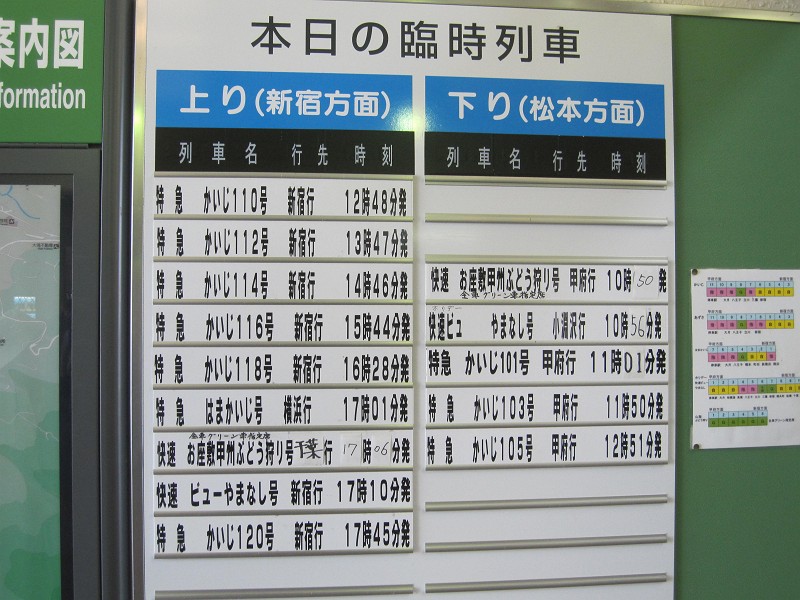 案内図
formation
本日の臨時列車
上り(新宿方面)
列車名 行先 時刻
特急 かいじ110号 新宿行 12時48分発
特急 かいじ112号 新宿行 13時47分発
特急 かいじ114号 新宿行 14時46分発
特急 かいじ116号 新宿行 15時44分発
特急 かいじ118号 新宿行 16時28分発
特急 はまかいじ号 横浜行 17時01分発
全車グリーン車指定席
快速 お座敷甲州ぶどう狩り号 千葉行 17時06分発
快速 ビューやまなし号 新宿行 17時10分発
特急 かいじ120号 新宿行 17時45分発
下り(松本方面)
列車名 行先 時刻
快速 お座敷甲州ぶどう狩り号 甲府行 10時50発
全車グリーン車指定席
ホリデー
快速ビュー やまなし号 小淵沢行 10時56分発
特急 かいじ101号 甲府行 11時01分発
特急 かいじ103号 甲府行 11時50分発
特急 かいじ105号 甲府行 12時51分発